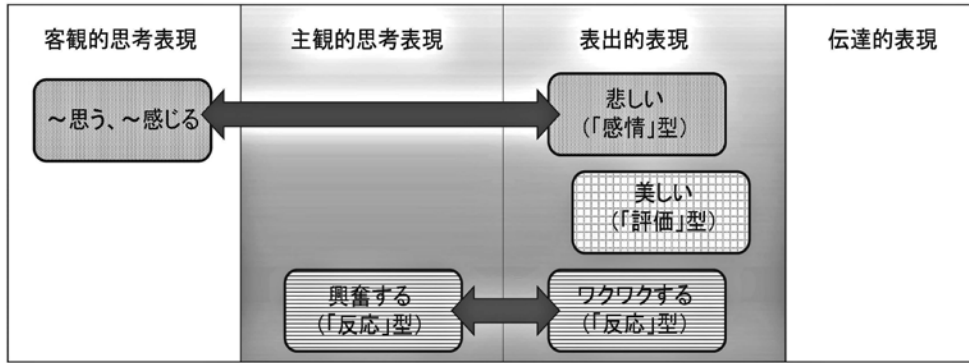 客観的思考表現
主観的思考表現
表出的表現
伝達的表現
～思う、～感じる
悲しい
(「感情」型)
美しい
(「評価」型)
興奮する
(「反応」型)
ワクワクする
(「反応」型)